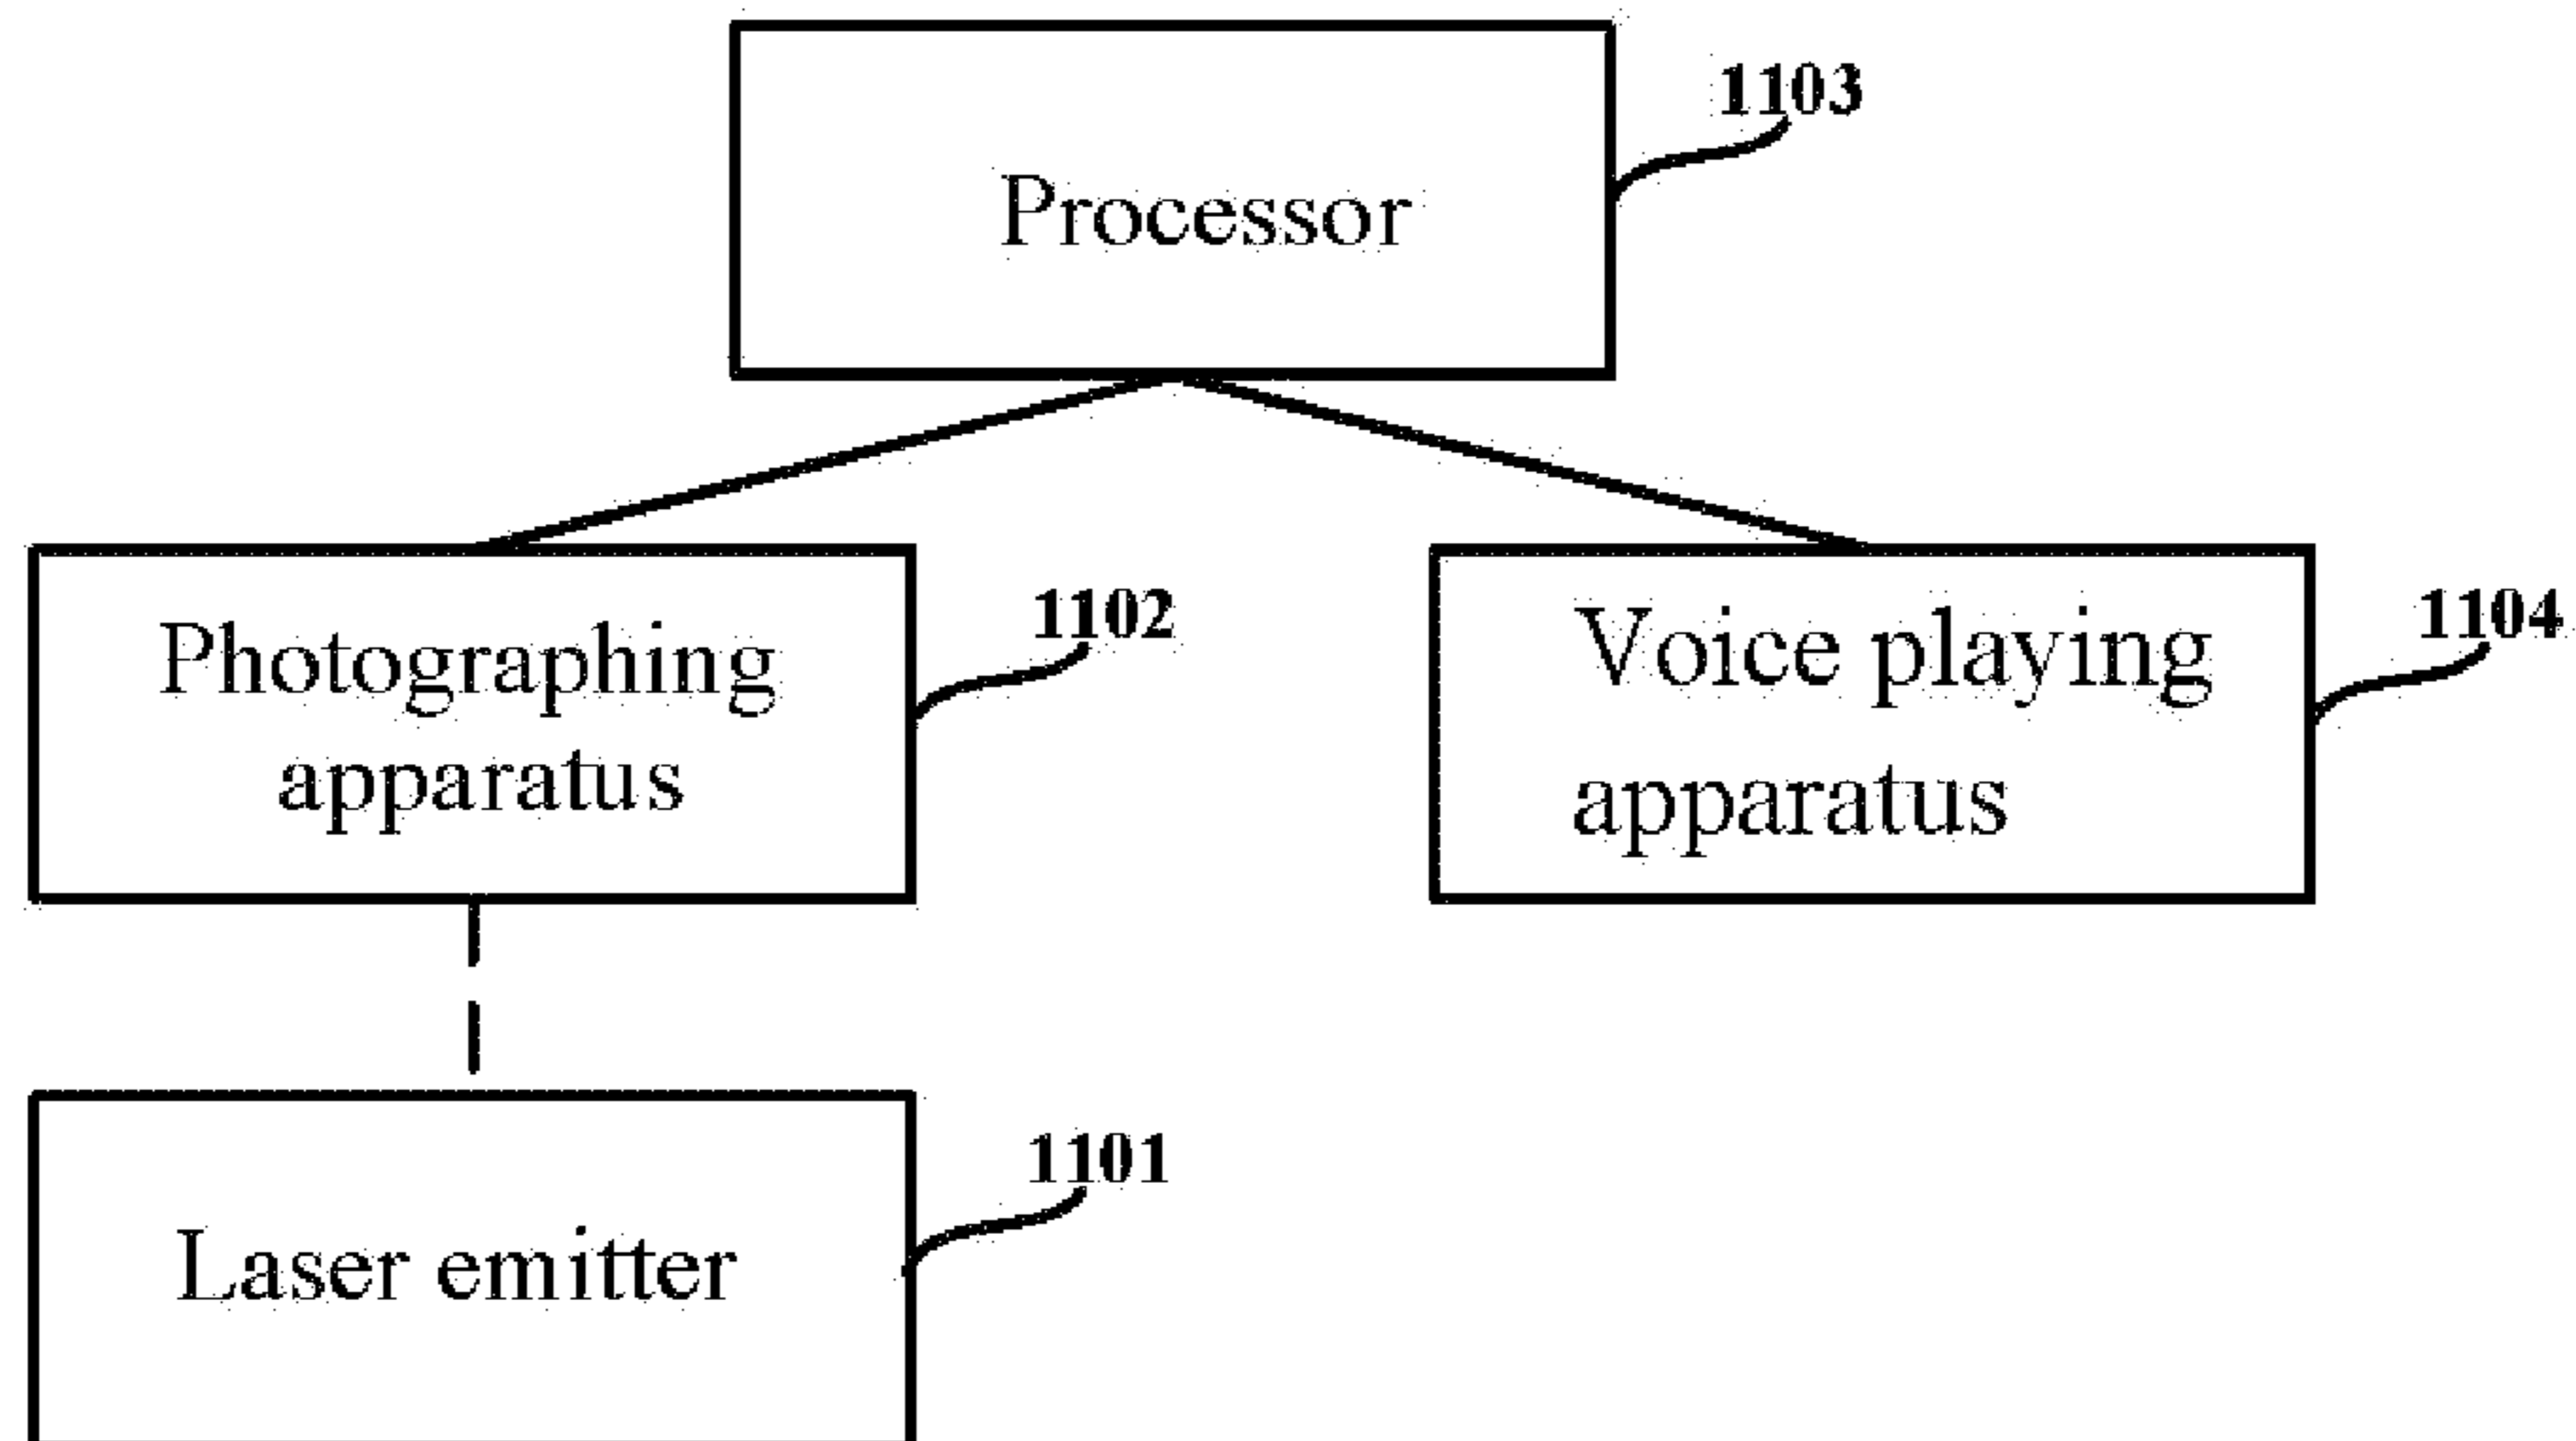 1103
Processor
1102
Photographing
apparatus
1104
Voice playing
apparatus
1101
Laser emitter